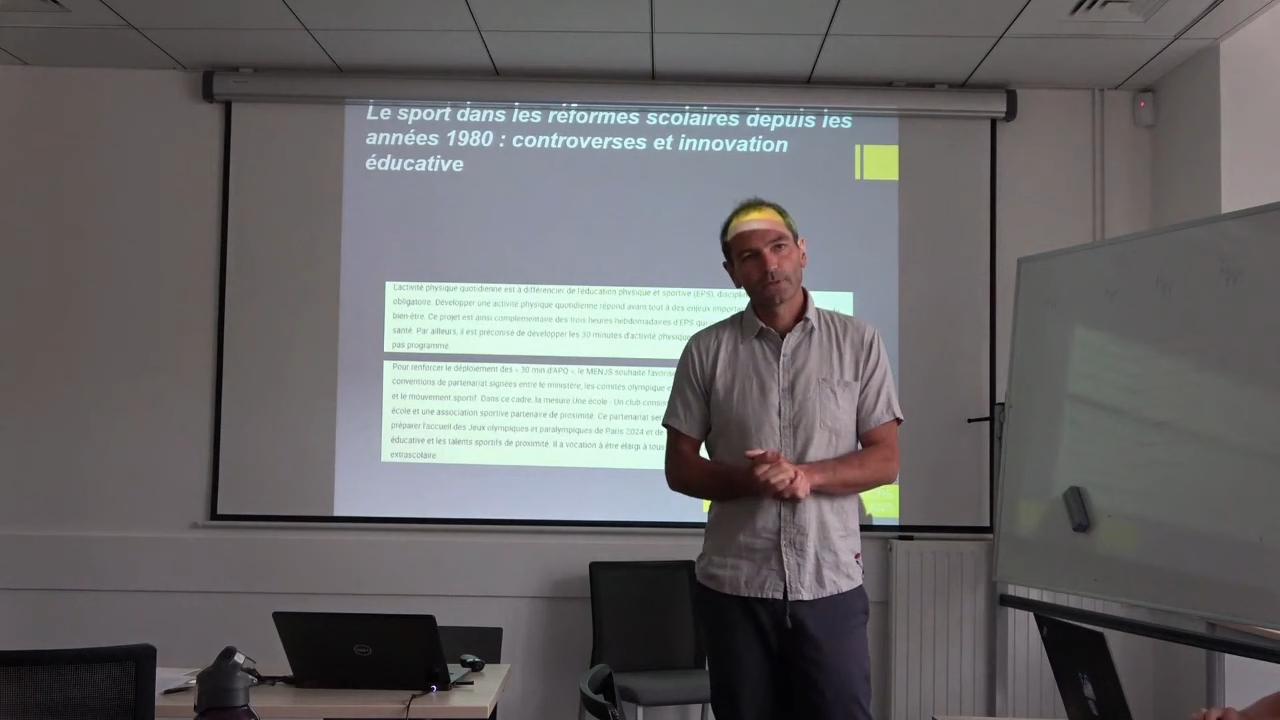 Le sport dans les réformes scolaires depuis les
années 1980 : controverses et innovation
éducative
L'activité physique quotidienne est à différencier de l'éducation physique et sportive (EPS),
obligatoire. Développer une activité physique quotidienne répond avant tout à des enjeux
bien-être. Ce projet est ainsi complémentaire des trois heures hebdomadaires d'EPS
santé. Par ailleurs, il est préconisé de développer les 30 minutes d'activité
pas programmé.
Pour renforcer le déploiement des « 30 min d'APQ », le MENJS souhaite
conventions de partenariat signées entre le ministère, les comités olympique
et le mouvement sportif. Dans ce cadre, la mesure Une école - Un club
école et une association sportive partenaire de proximité. Ce partenariat
préparer l'accueil des Jeux olympiques et paralympiques de Paris 2024 et de
éducative et les talents sportifs de proximité. Il a vocation à être élargi à
extrascolaire.
DELL